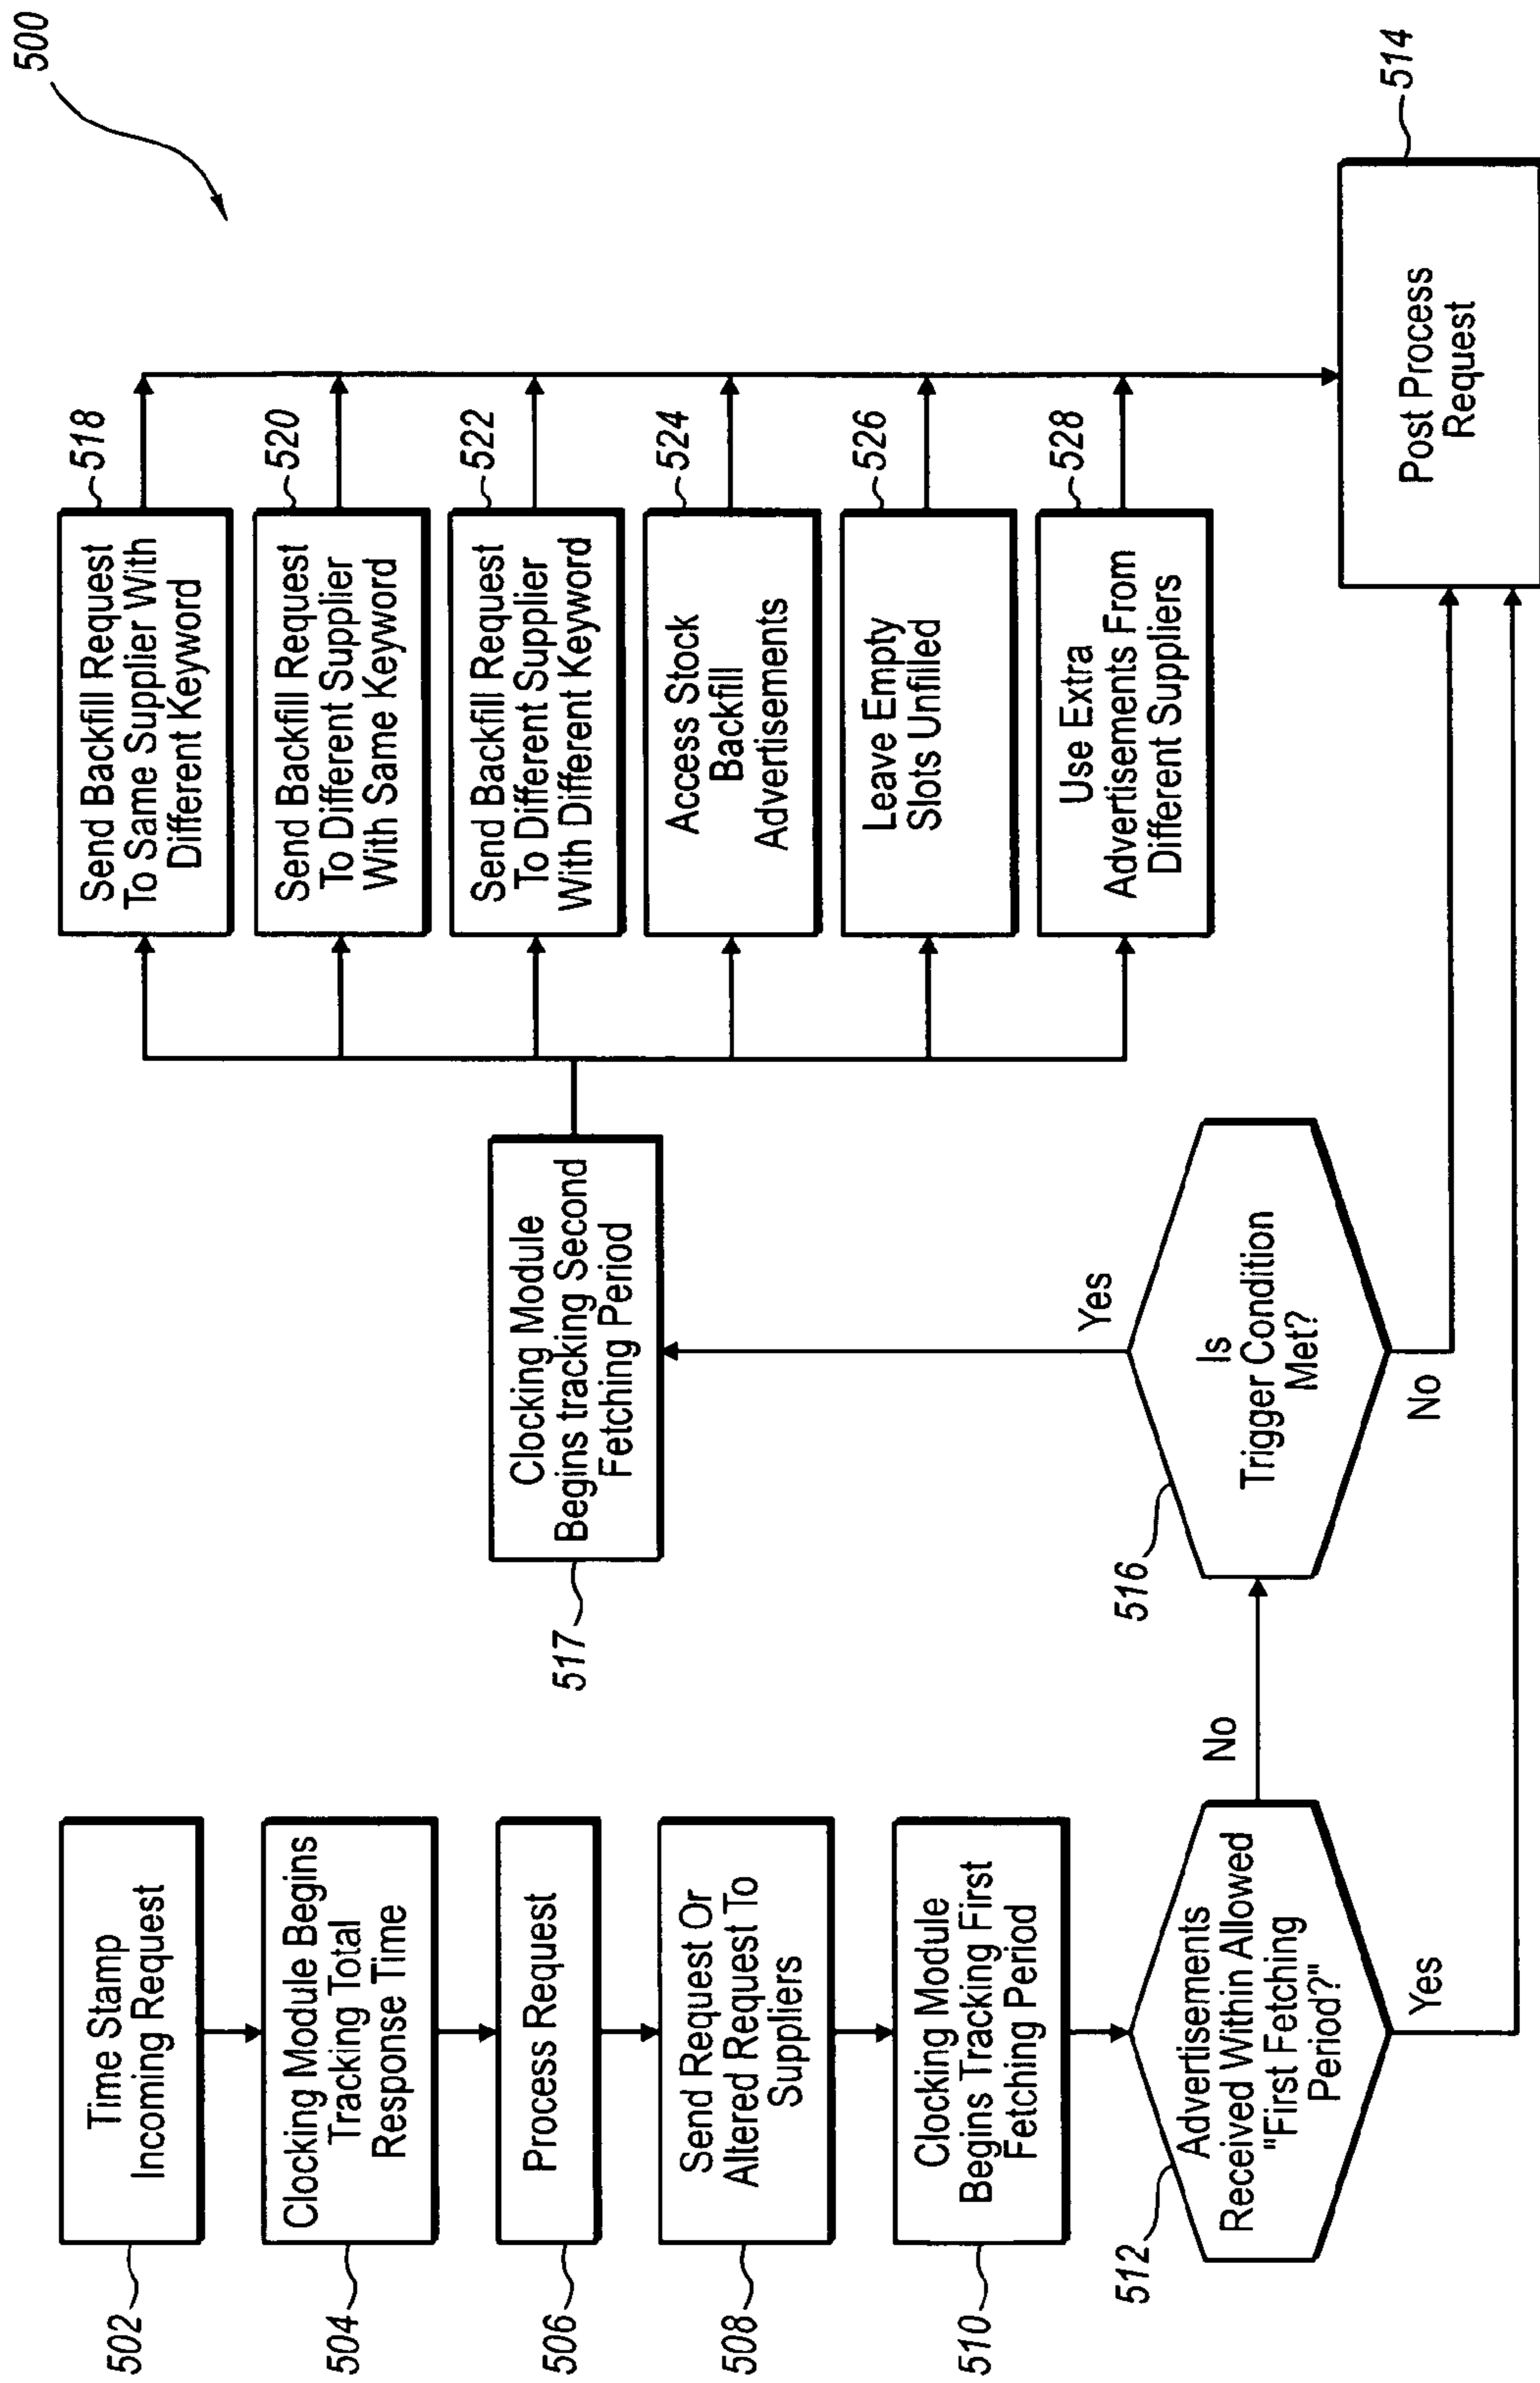 500
Time Stamp
Incoming Request
502
Clocking Module Begins
Tracking Total
Response Time
504
Process Request
506
Send Request Or
Altered Request To
Suppliers
508
Clocking Module
Begins Tracking First
Fetching Period
510
Advertisements
Received Within Allowed
"First Fetching
Period?"
512
No
Yes
Is
Trigger Condition
Met?
516
Yes
No
Clocking Module
Begins tracking Second
Fetching Period
517
Send Backfill Request
To Same Supplier With
Different Keyword
518
Send Backfill Request
To Different Supplier
With Same Keyword
520
Send Backfill Request
To Different Supplier
With Different Keyword
522
Access Stock
Backfill
Advertisements
524
Leave Empty
Slots Unfilled
526
Use Extra
Advertisements From
Different Suppliers
528
Post Process
Request
514